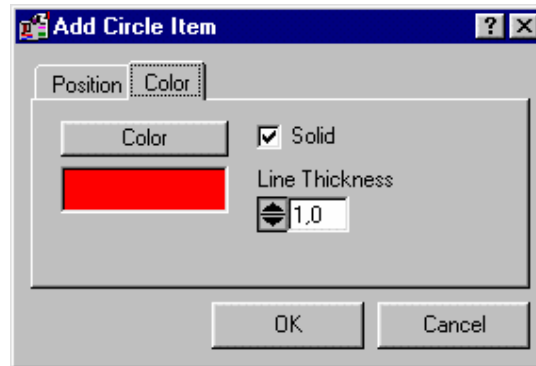 Add Circle Item
Position Color
Color
Solid
Line Thickness
1,0
OK Cancel